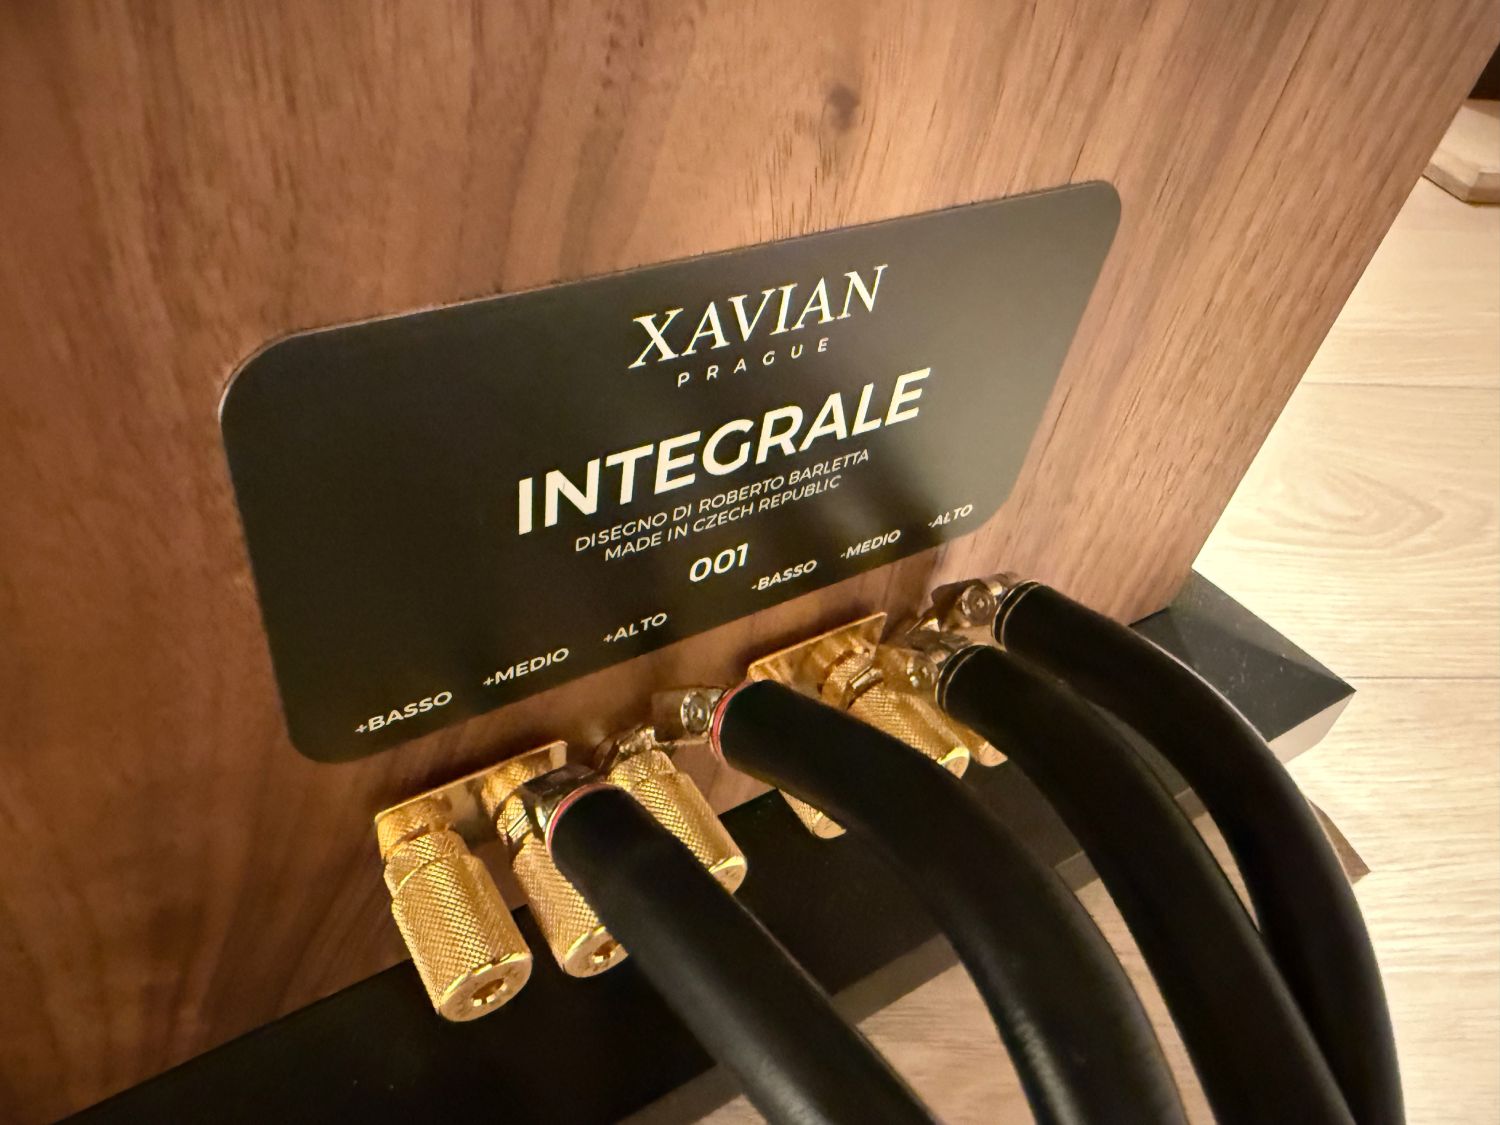 XAVIAN
PRAGUE
INTEGRALE
DISEGNO DI ROBERTO BARLETTA
MADE IN CZECH REPUBLIC
001
+BASSO +MEDIO +ALTO -BASSO -MEDIO -ALTO